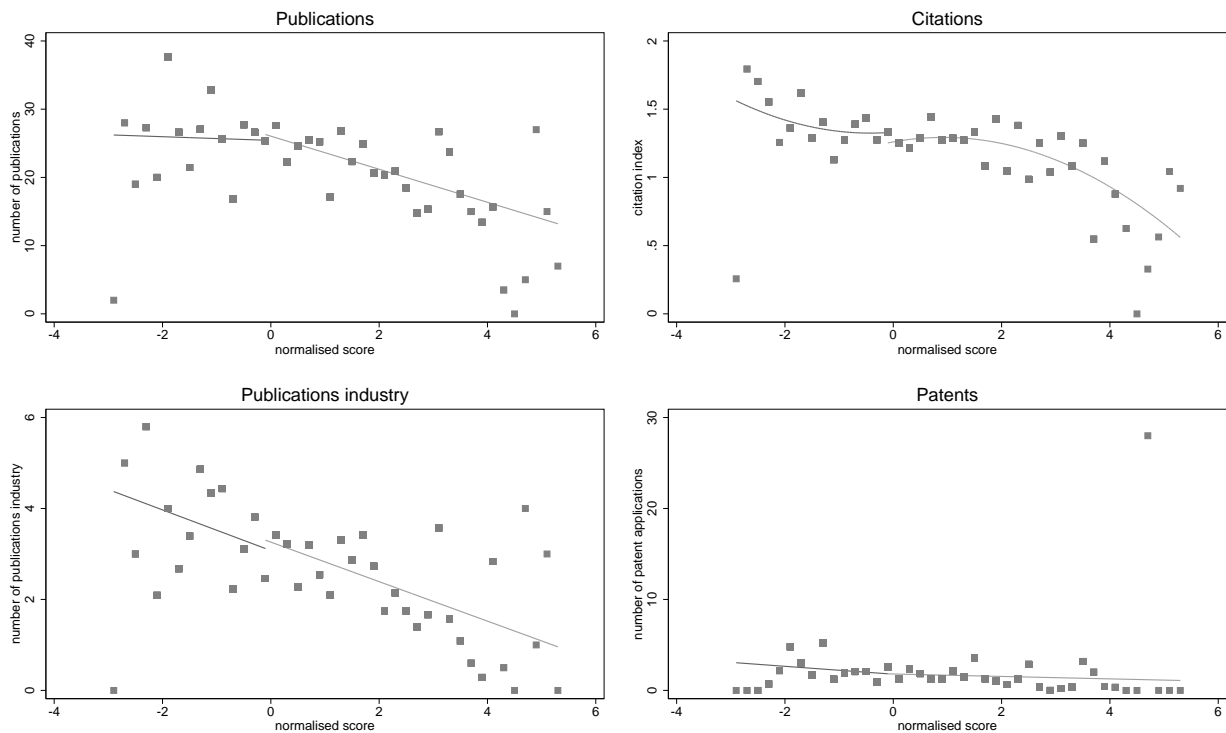 Publications
number of publications
0 10 20 30 40
-4 -2 0 2 4 6
normalised score
Citations
citation index
0 .5 1 1.5 2
-4 -2 0 2 4 6
normalised score
Publications industry
number of publications industry
0 2 4 6
-4 -2 0 2 4 6
normalised score
Patents
number of patent applications
0 10 20 30
-4 -2 0 2 4 6
normalised score